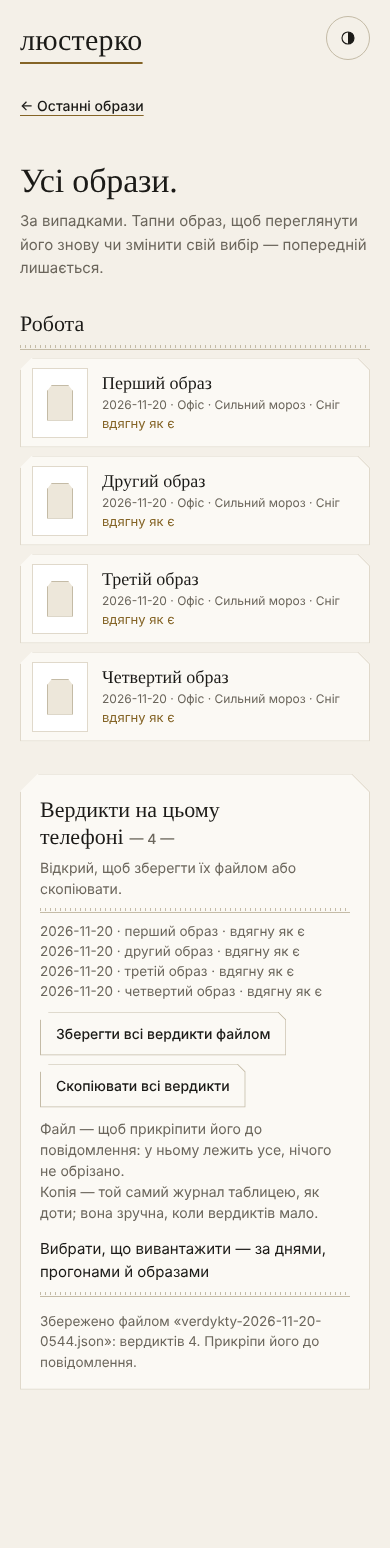 люстерко
← Останні образи
Усі образи.
За випадками. Тапни образ, щоб переглянути
його знову чи змінити свій вибір — попередній
лишається.
Робота
Перший образ
2026-11-20 · Офіс · Сильний мороз · Сніг
вдягну як є
Другий образ
2026-11-20 · Офіс · Сильний мороз · Сніг
вдягну як є
Третій образ
2026-11-20 · Офіс · Сильний мороз · Сніг
вдягну як є
Четвертий образ
2026-11-20 · Офіс · Сильний мороз · Сніг
вдягну як є
Вердикти на цьому
телефоні — 4 —
Відкрий, щоб зберегти їх файлом або
скопіювати.
2026-11-20 · перший образ · вдягну як є
2026-11-20 · другий образ · вдягну як є
2026-11-20 · третій образ · вдягну як є
2026-11-20 · четвертий образ · вдягну як є
Зберегти всі вердикти файлом
Скопіювати всі вердикти
Файл — щоб прикріпити його до
повідомлення: у ньому лежить усе, нічого
не обрізано.
Копія — той самий журнал таблицею, як
доти; вона зручна, коли вердиктів мало.
Вибрати, що вивантажити — за днями,
прогонами й образами
Збережено файлом «verdykty-2026-11-20-
0544.json»: вердиктів 4. Прикріпи його до
повідомлення.